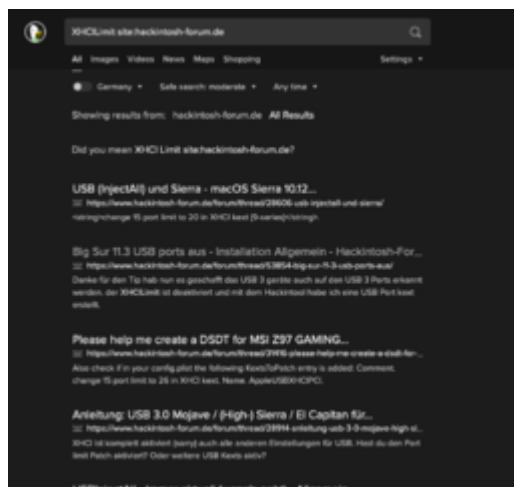 XHCILimit site:hackintosh-forum.de
All Images Videos News Maps Shopping Settings
Germany Safe search: moderate Any time
Showing results from: hackintosh-forum.de All Results
Did you mean XHCI Limit site:hackintosh-forum.de?
USB (InjectAll) und Sierra - macOS Sierra 10.12...
https://www.hackintosh-forum.de/forum/thread/28606-usb-injectall-und-sierra/
<string>change 15 port limit to 20 in XHCI kext (9-series)</string>
Big Sur 11.3 USB ports aus - Installation Allgemein - Hackintosh-For...
https://www.hackintosh-forum.de/forum/thread/53854-big-sur-11-3-usb-ports-aus/
Danke für den Tip hab nun es geschafft das USB 3 geräte auch auf den USB 3 Ports erkannt
werden. der XHCILimit ist deaktiviert und mit dem Hackintool habe ich eine USB Port kext
erstellt.
Please help me create a DSDT for MSI Z97 GAMING...
https://www.hackintosh-forum.de/forum/thread/31416-please-help-me-create-a-dsdt-for-...
Also check if in your config.plist the following KextsToPatch entry is added: Comment.
change 15 port limit to 26 in XHCI kext. Name. AppleUSBXHCIPCI.
Anleitung: USB 3.0 Mojave / (High-) Sierra / El Capitan für...
https://www.hackintosh-forum.de/forum/thread/28914-anleitung-usb-3-0-mojave-high-si...
XHCI ist komplett aktiviert (sorry) auch alle anderen Einstellungen für USB. Hast du den Port
limit Patch aktiviert? Oder weitere USB Kexts aktiv?